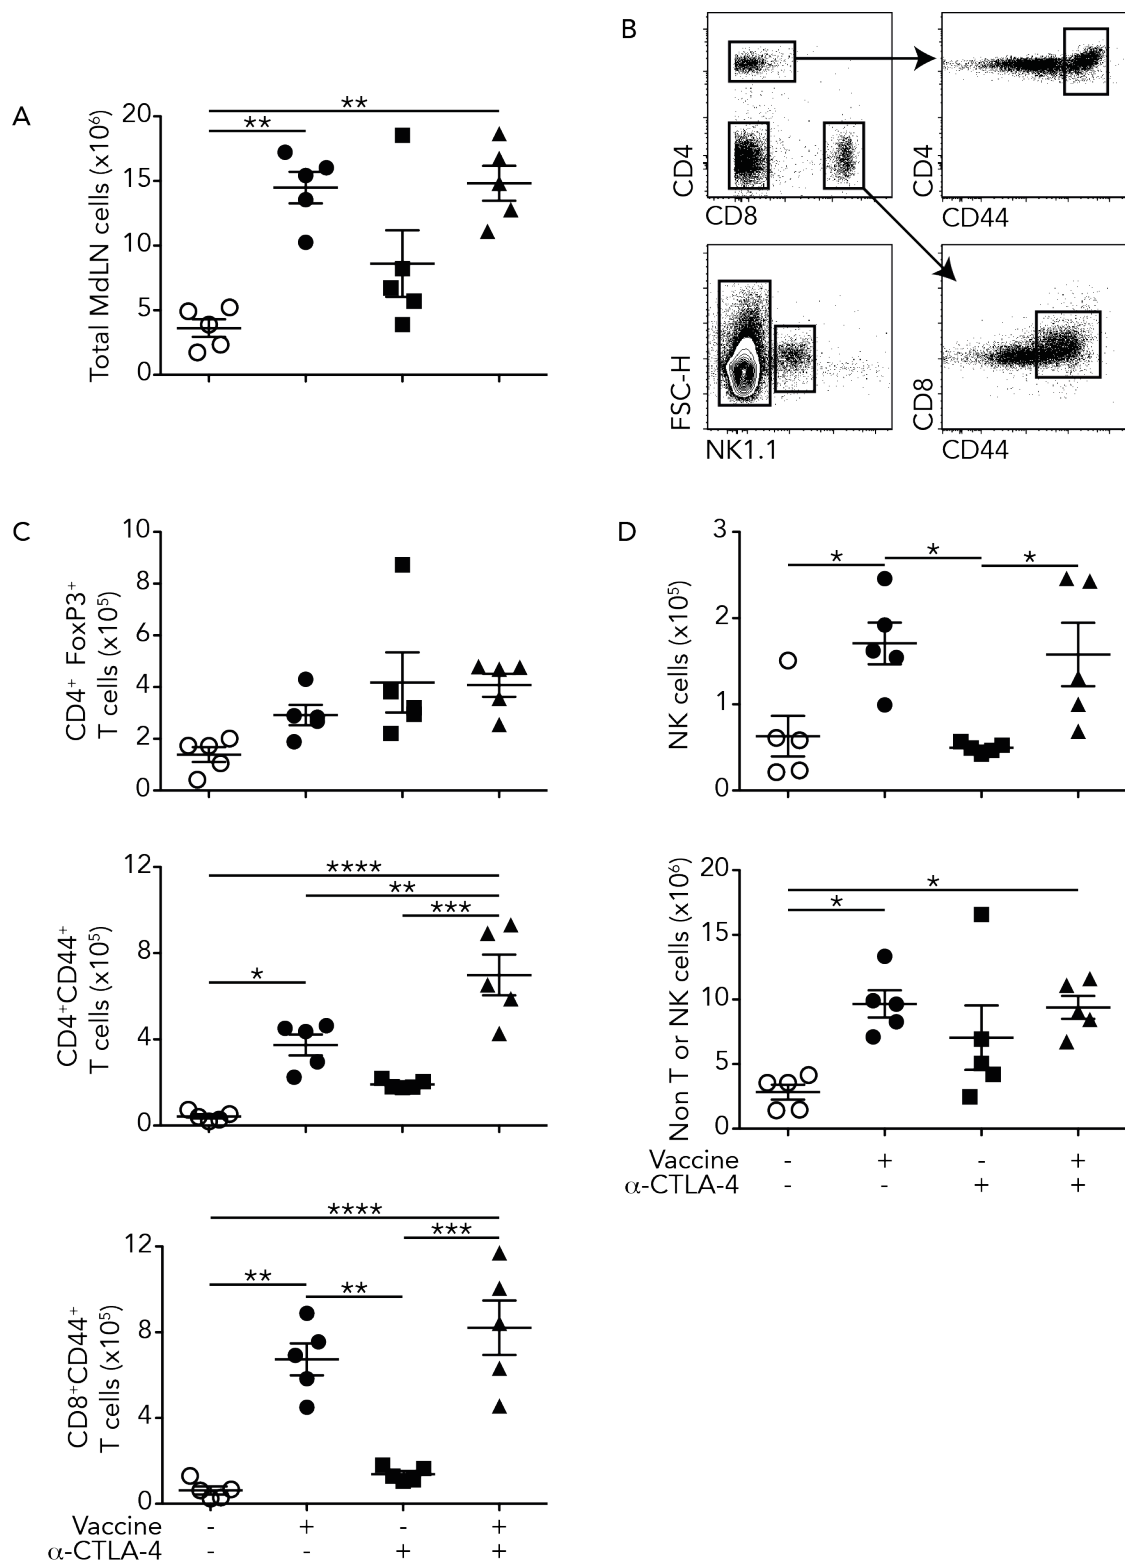 A
Total MdLN cells (x10⁶)
20
15
10
5
0
**
**
B
CD4
CD8
CD4
CD44
FSC-H
NK1.1
CD8
CD44
C
CD4⁺ FoxP3⁺
T cells (x10⁵)
10
8
6
4
2
0
CD4⁺CD44⁺
T cells (x10⁵)
12
8
4
0
****
**
***
*
CD8⁺CD44⁺
T cells (x10⁵)
12
8
4
0
****
***
**
**
Vaccine - + - +
α-CTLA-4 - - + +
D
NK cells (x10⁵)
3
2
1
0
* * *
Non T or NK cells (x10⁶)
20
15
10
5
0
*
*
Vaccine - + - +
α-CTLA-4 - - + +